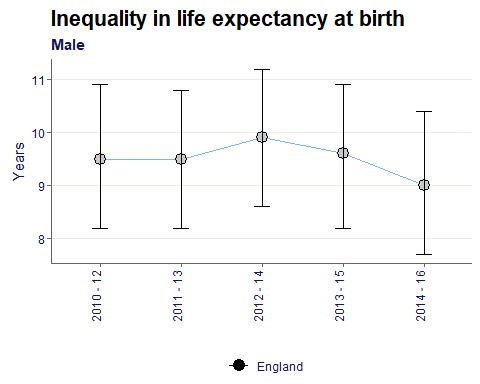 Inequality in life expectancy at birth
Male
Years
11
10
9
8
2010 - 12
2011 - 13
2012 - 14
2013 - 15
2014 - 16
England